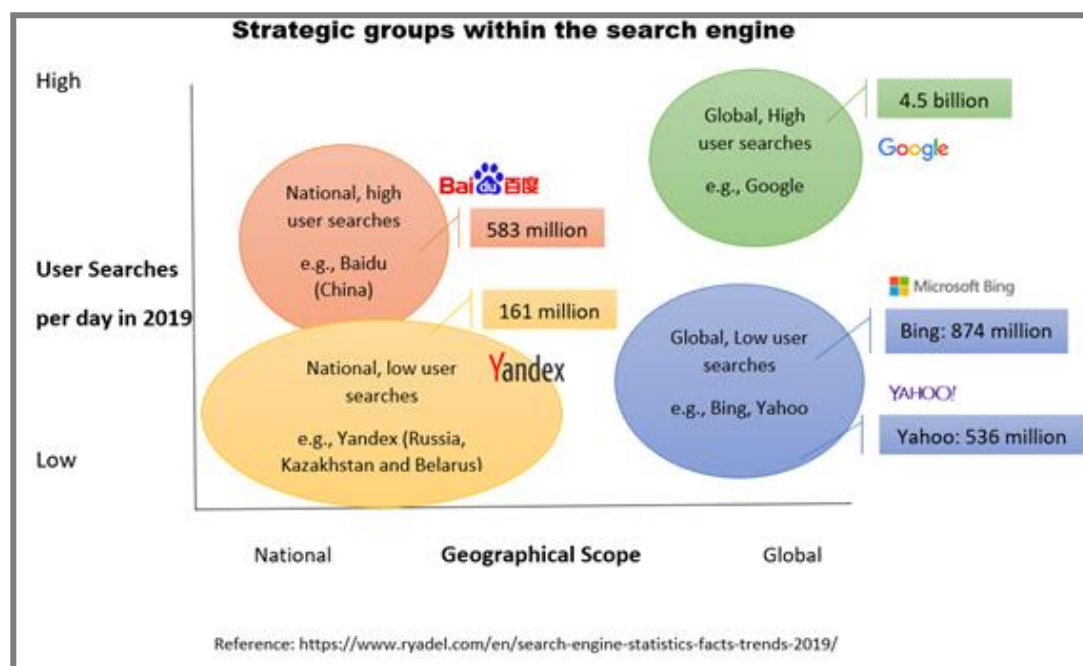 Strategic groups within the search engine
High
Global, High
user searches
e.g., Google
4.5 billion
Google
National, high
user searches
e.g., Baidu
(China)
Bai du 百度
583 million
User Searches
per day in 2019
161 million
National, low user
searches
e.g., Yandex (Russia,
Kazakhstan and Belarus)
Yandex
Global, Low user
searches
e.g., Bing, Yahoo
Microsoft Bing
Bing: 874 million
YAHOO!
Yahoo: 536 million
Low
National
Geographical Scope
Global
Reference: https://www.ryadel.com/en/search-engine-statistics-facts-trends-2019/